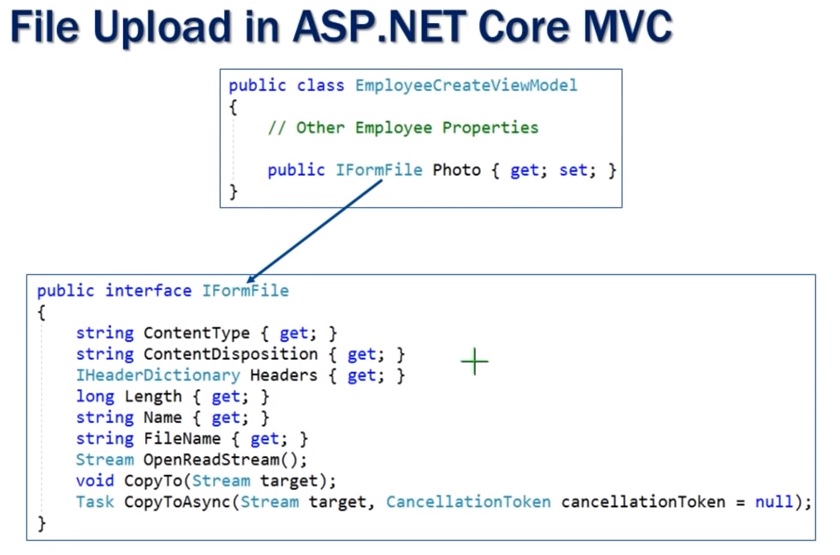 File Upload in ASP.NET Core MVC
public class EmployeeCreateViewModel
{
// Other Employee Properties
public IFormFile Photo { get; set; }
}
public interface IFormFile
{
string ContentType { get; }
string ContentDisposition { get; }
IHeaderDictionary Headers { get; }
long Length { get; }
string Name { get; }
string FileName { get; }
Stream OpenReadStream();
void CopyTo(Stream target);
Task CopyToAsync(Stream target, CancellationToken cancellationToken = null);
}